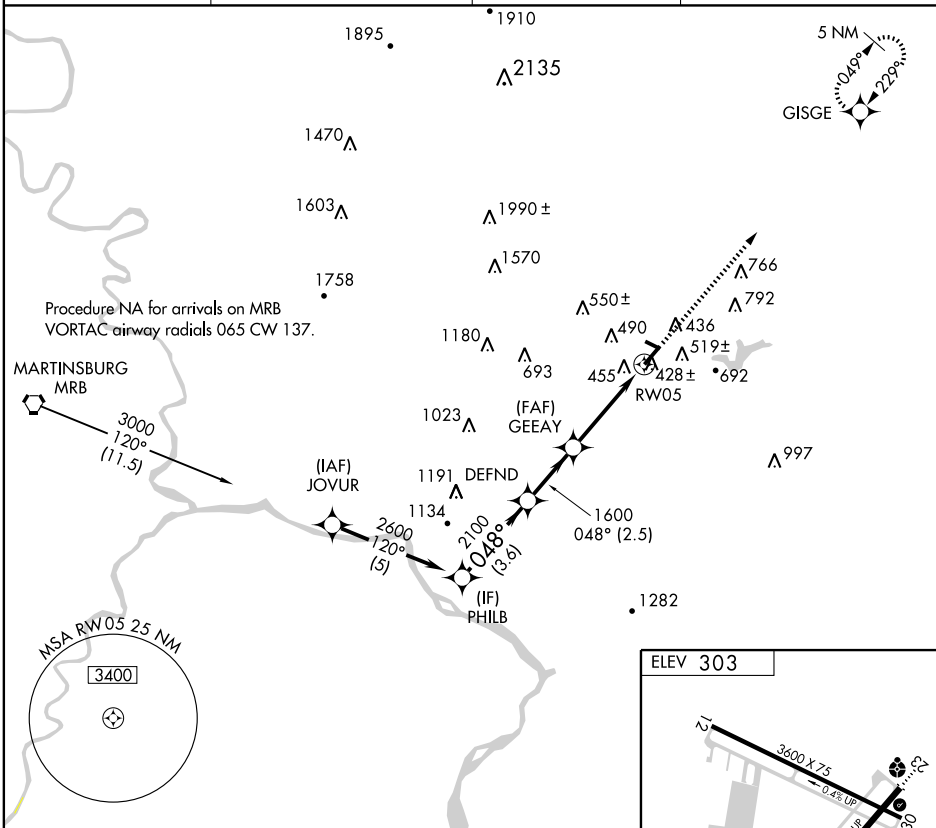 1910
1895
2135
5 NM
049°
229°
GISGE
1470
1603
1990 ±
1570
1758
766
792
550 ±
Procedure NA for arrivals on MRB
VORTAC airway radials 065 CW 137.
490
436
1180
519±
693
455
428±
692
RW05
MARTINSBURG
MRB
3000
120°
(11.5)
1023
(FAF)
GEEAY
997
(IAF)
JOVUR
1191
DEFND
1134
2600
120°
(5)
2100
048°
(3.6)
1600
048° (2.5)
(IF)
PHILB
1282
MSA RW05 25 NM
3400
ELEV 303
12
3600 X 75
0.4% UP
23
30
UP